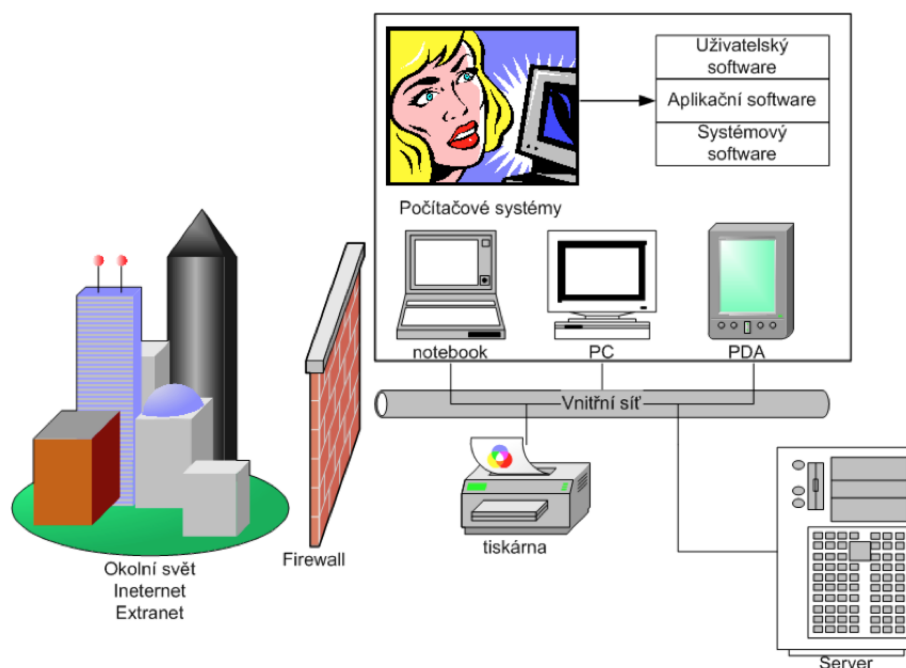 Uživatelský
software
Aplikační software
Systémový
software
Počítačové systémy
notebook
PC
PDA
Vnitřní síť
tiskárna
Firewall
Okolní svět
Ineternet
Extranet
Server